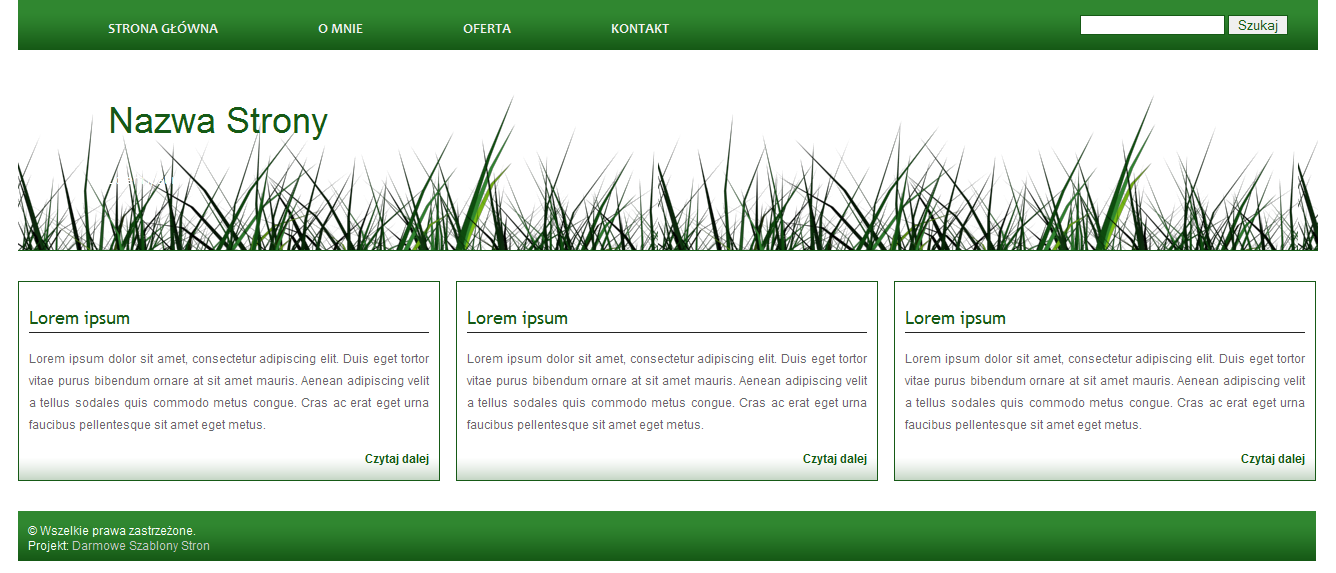 STRONA GŁÓWNA O MNIE OFERTA KONTAKT Szukaj
Nazwa Strony
Lorem ipsum
Lorem ipsum dolor sit amet, consectetur adipiscing elit. Duis eget tortor
vitae purus bibendum ornare at sit amet mauris. Aenean adipiscing velit
a tellus sodales quis commodo metus congue. Cras ac erat eget urna
faucibus pellentesque sit amet eget metus.
Czytaj dalej
Lorem ipsum
Lorem ipsum dolor sit amet, consectetur adipiscing elit. Duis eget tortor
vitae purus bibendum ornare at sit amet mauris. Aenean adipiscing velit
a tellus sodales quis commodo metus congue. Cras ac erat eget urna
faucibus pellentesque sit amet eget metus.
Czytaj dalej
Lorem ipsum
Lorem ipsum dolor sit amet, consectetur adipiscing elit. Duis eget tortor
vitae purus bibendum ornare at sit amet mauris. Aenean adipiscing velit
a tellus sodales quis commodo metus congue. Cras ac erat eget urna
faucibus pellentesque sit amet eget metus.
Czytaj dalej
© Wszelkie prawa zastrzeżone.
Projekt: Darmowe Szablony Stron